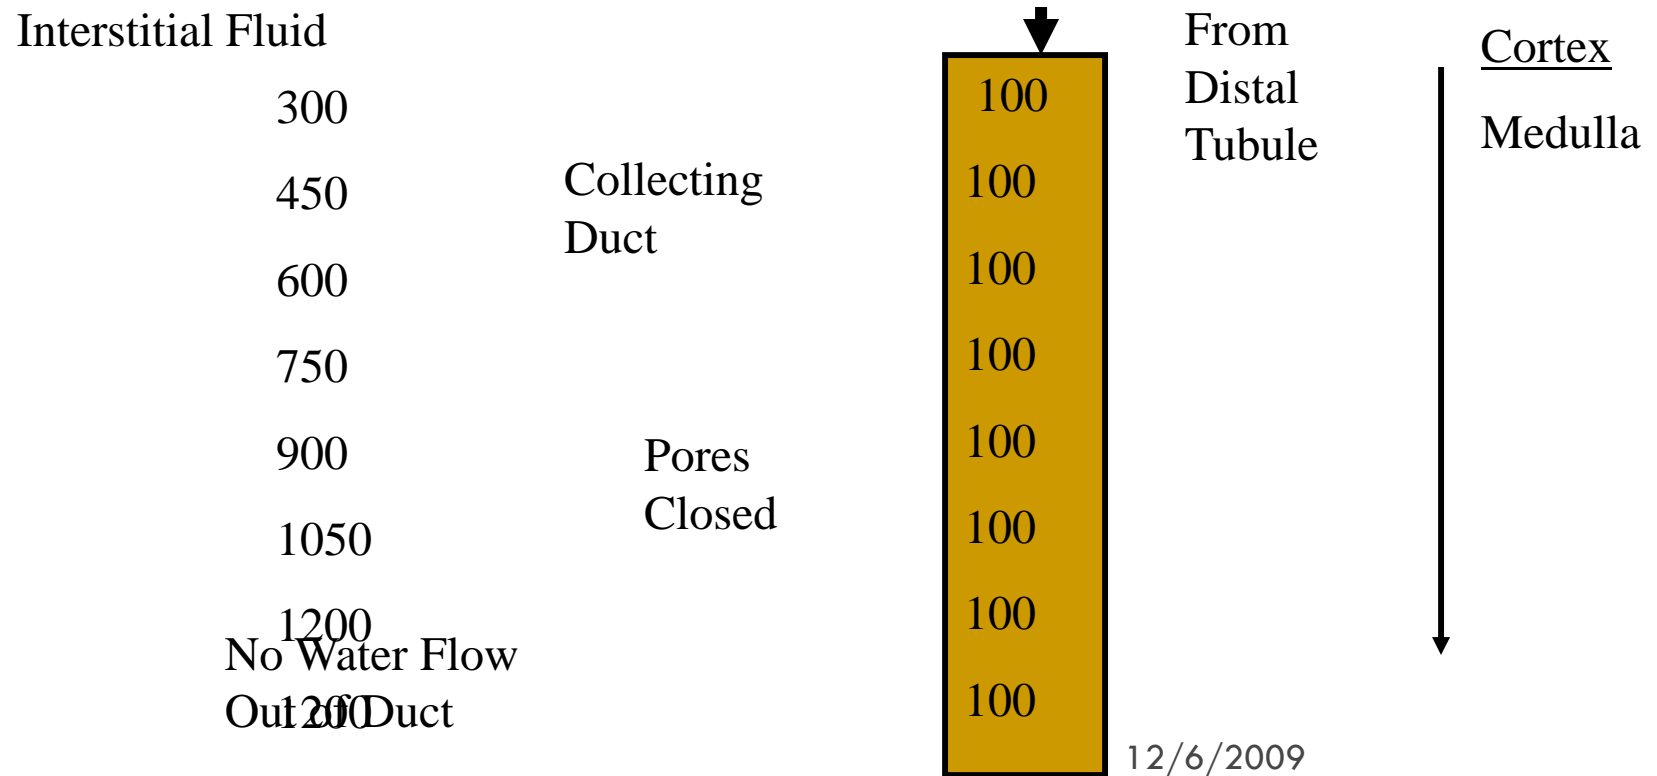 Interstitial Fluid
300
450
600
750
900
1050
1200
1200
No Water Flow
Out of Duct
Collecting
Duct
Pores
Closed
100
100
100
100
100
100
100
100
From
Distal
Tubule
Cortex
Medulla
12/6/2009